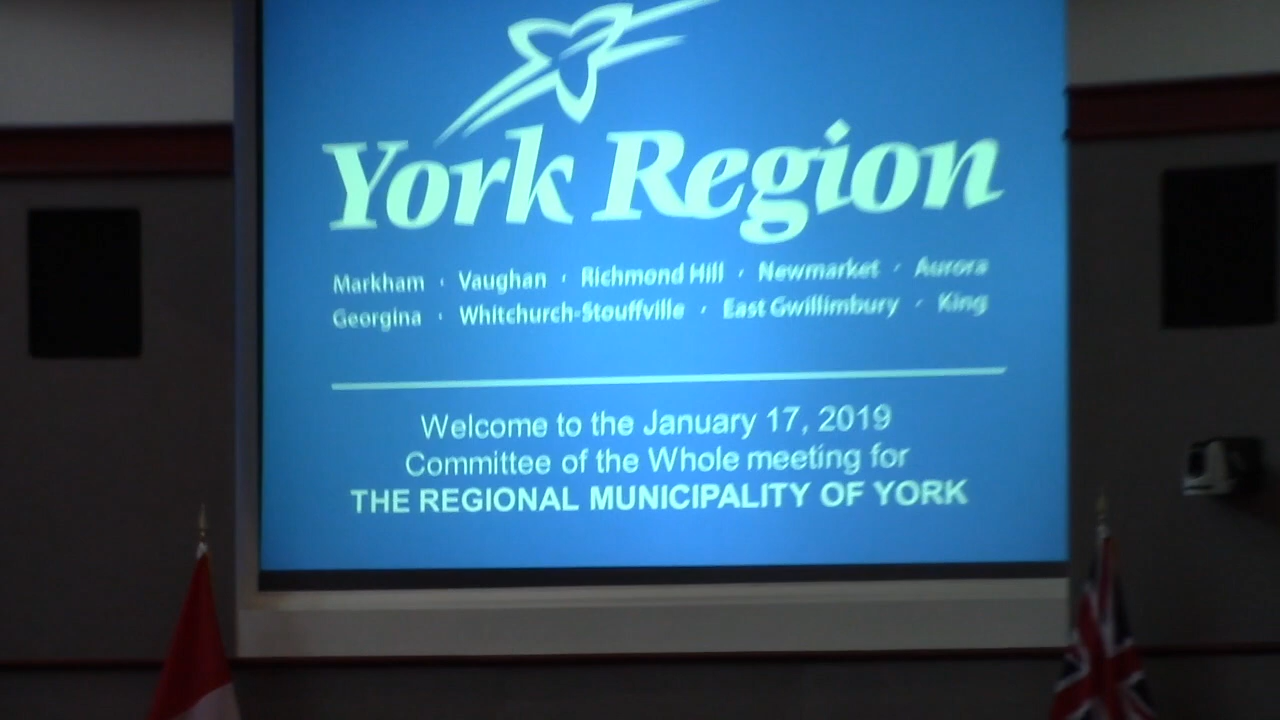 York Region
Markham · Vaughan · Richmond Hill · Newmarket · Aurora
Georgina · Whitchurch-Stouffville · East Gwillimbury · King
Welcome to the January 17, 2019
Committee of the Whole meeting for
THE REGIONAL MUNICIPALITY OF YORK